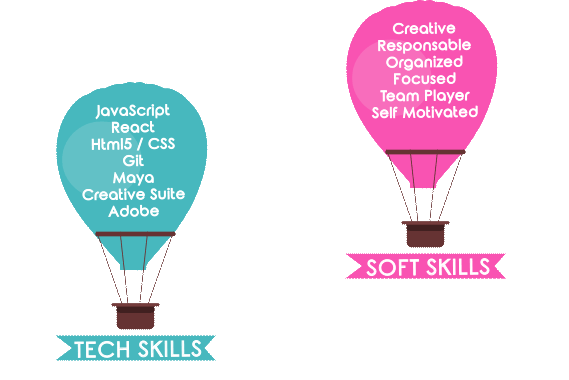 JavaScript
React
Html5 / CSS
Git
Maya
Creative Suite
Adobe
TECH SKILLS
Creative
Responsable
Organized
Focused
Team Player
Self Motivated
SOFT SKILLS